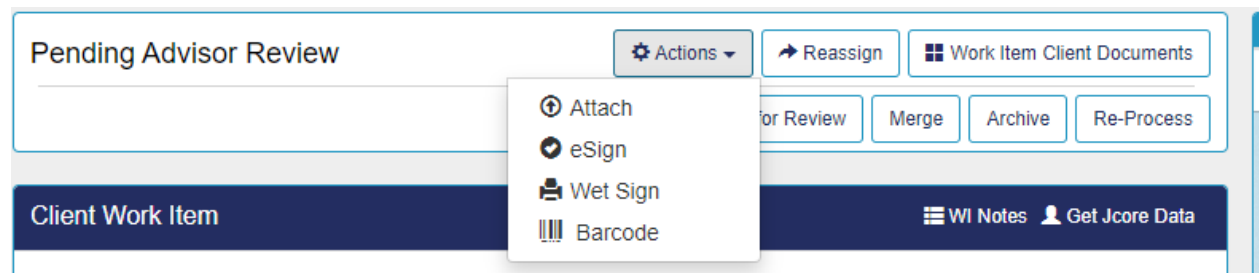 Pending Advisor Review
Actions
Reassign
Work Item Client Documents
for Review
Merge
Archive
Re-Process
Attach
eSign
Wet Sign
Barcode
Client Work Item
WI Notes
Get Jcore Data